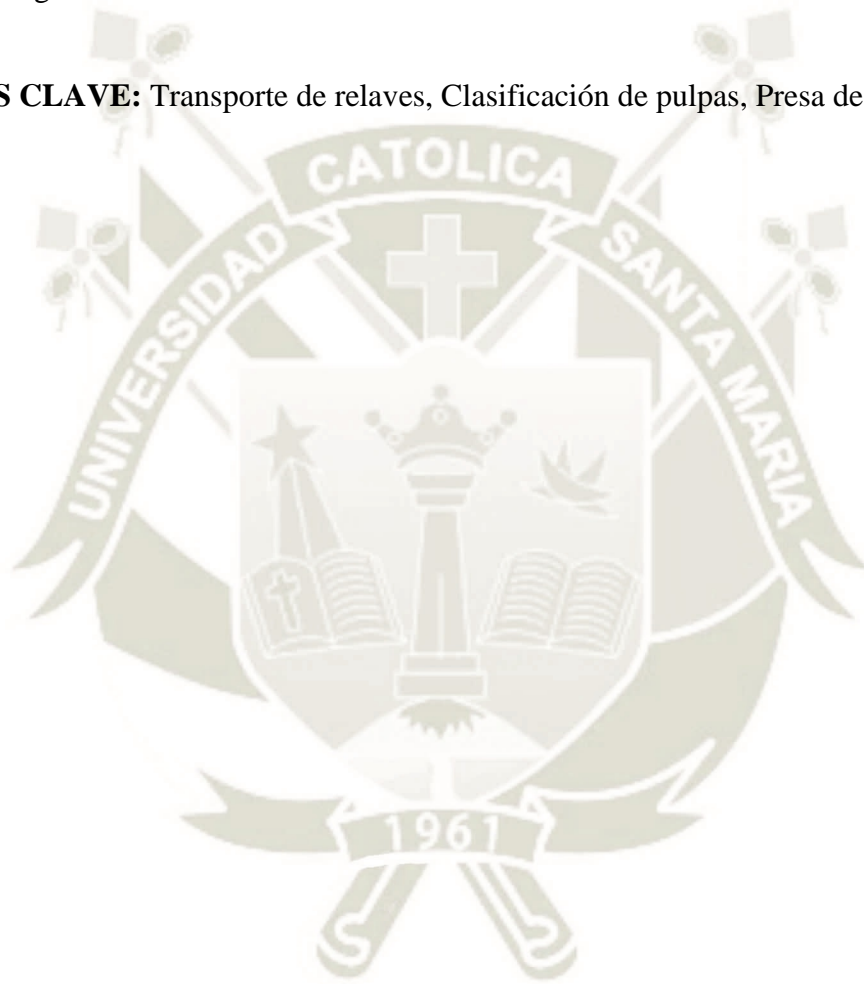 S CLAVE: Transporte de relaves, Clasificación de pulpas, Presa de
CATOLICA
UNIVERSIDAD
SANTA MARIA
1961